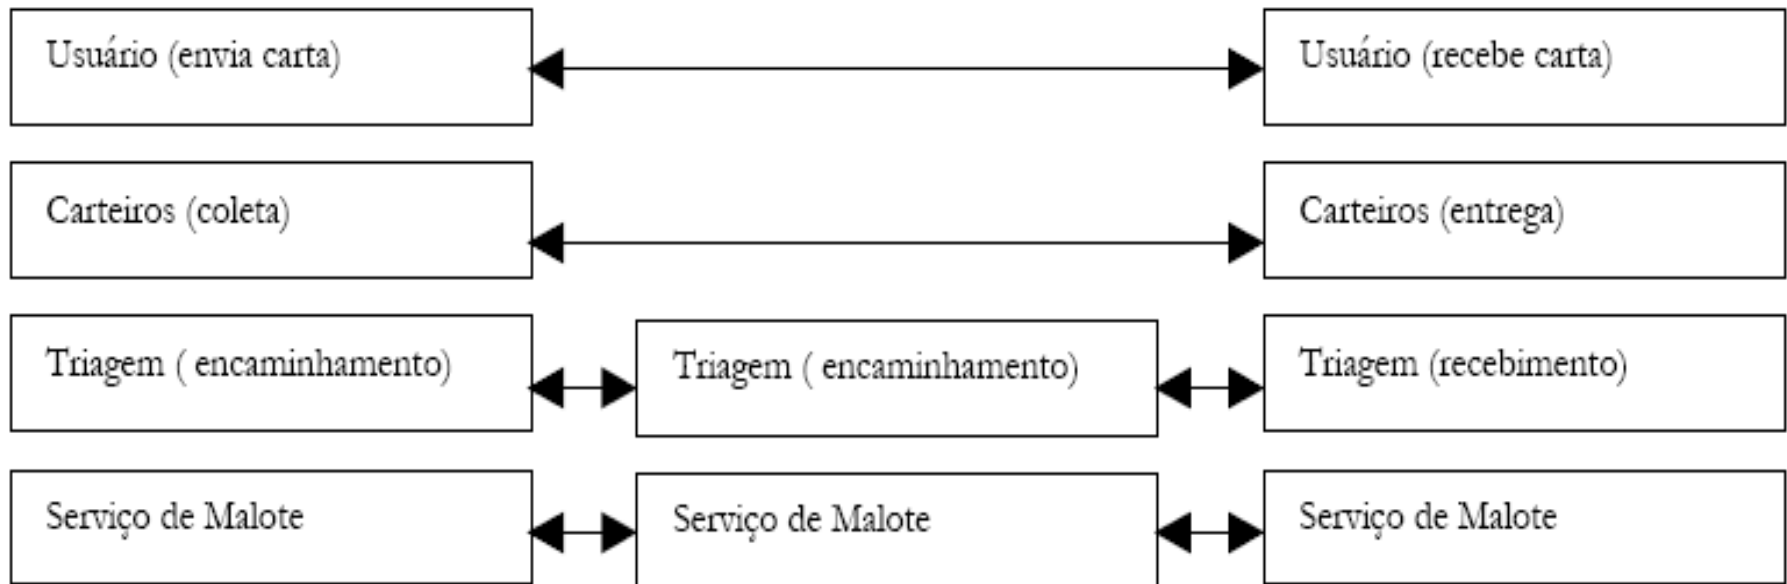 Usuário (envia carta)
Usuário (recebe carta)
Carteiros (coleta)
Carteiros (entrega)
Triagem ( encaminhamento)
Triagem ( encaminhamento)
Triagem (recebimento)
Serviço de Malote
Serviço de Malote
Serviço de Malote